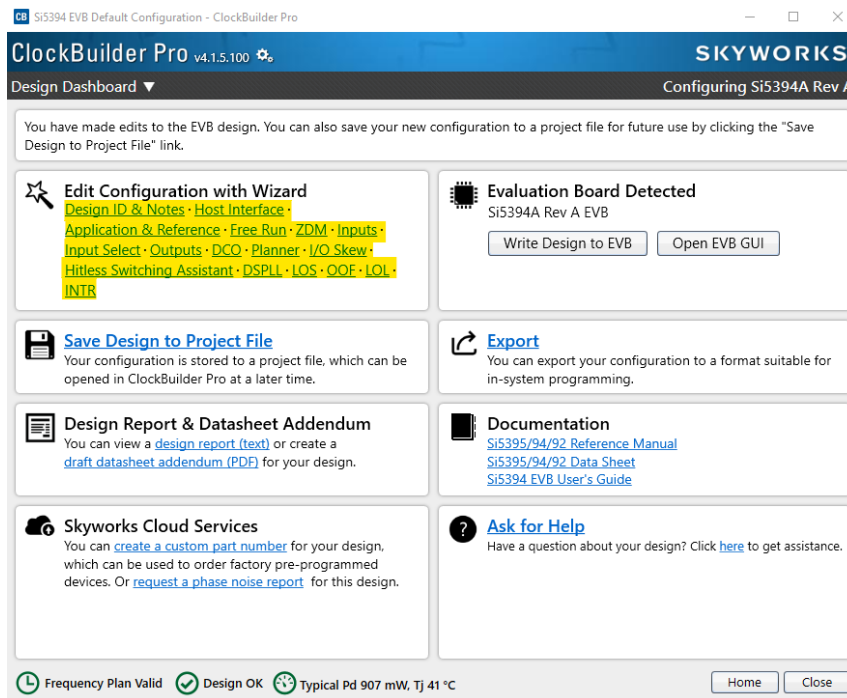 CB Si5394 EVB Default Configuration - ClockBuilder Pro
ClockBuilder Pro v4.1.5.100
SKYWORKS
Design Dashboard ▼
Configuring Si5394A Rev A
You have made edits to the EVB design. You can also save your new configuration to a project file for future use by clicking the "Save
Design to Project File" link.
Edit Configuration with Wizard
Design ID & Notes · Host Interface ·
Application & Reference · Free Run · ZDM · Inputs ·
Input Select · Outputs · DCO · Planner · I/O Skew ·
Hitless Switching Assistant · DSPLL · LOS · OOF · LOL ·
INTR
Evaluation Board Detected
Si5394A Rev A EVB
Write Design to EVB
Open EVB GUI
Save Design to Project File
Your configuration is stored to a project file, which can be
opened in ClockBuilder Pro at a later time.
Export
You can export your configuration to a format suitable for
in-system programming.
Design Report & Datasheet Addendum
You can view a design report (text) or create a
draft datasheet addendum (PDF) for your design.
Documentation
Si5395/94/92 Reference Manual
Si5395/94/92 Data Sheet
Si5394 EVB User's Guide
Skyworks Cloud Services
You can create a custom part number for your design,
which can be used to order factory pre-programmed
devices. Or request a phase noise report for this design.
? Ask for Help
Have a question about your design? Click here to get assistance.
Frequency Plan Valid
Design OK
Typical Pd 907 mW, Tj 41 °C
Home
Close